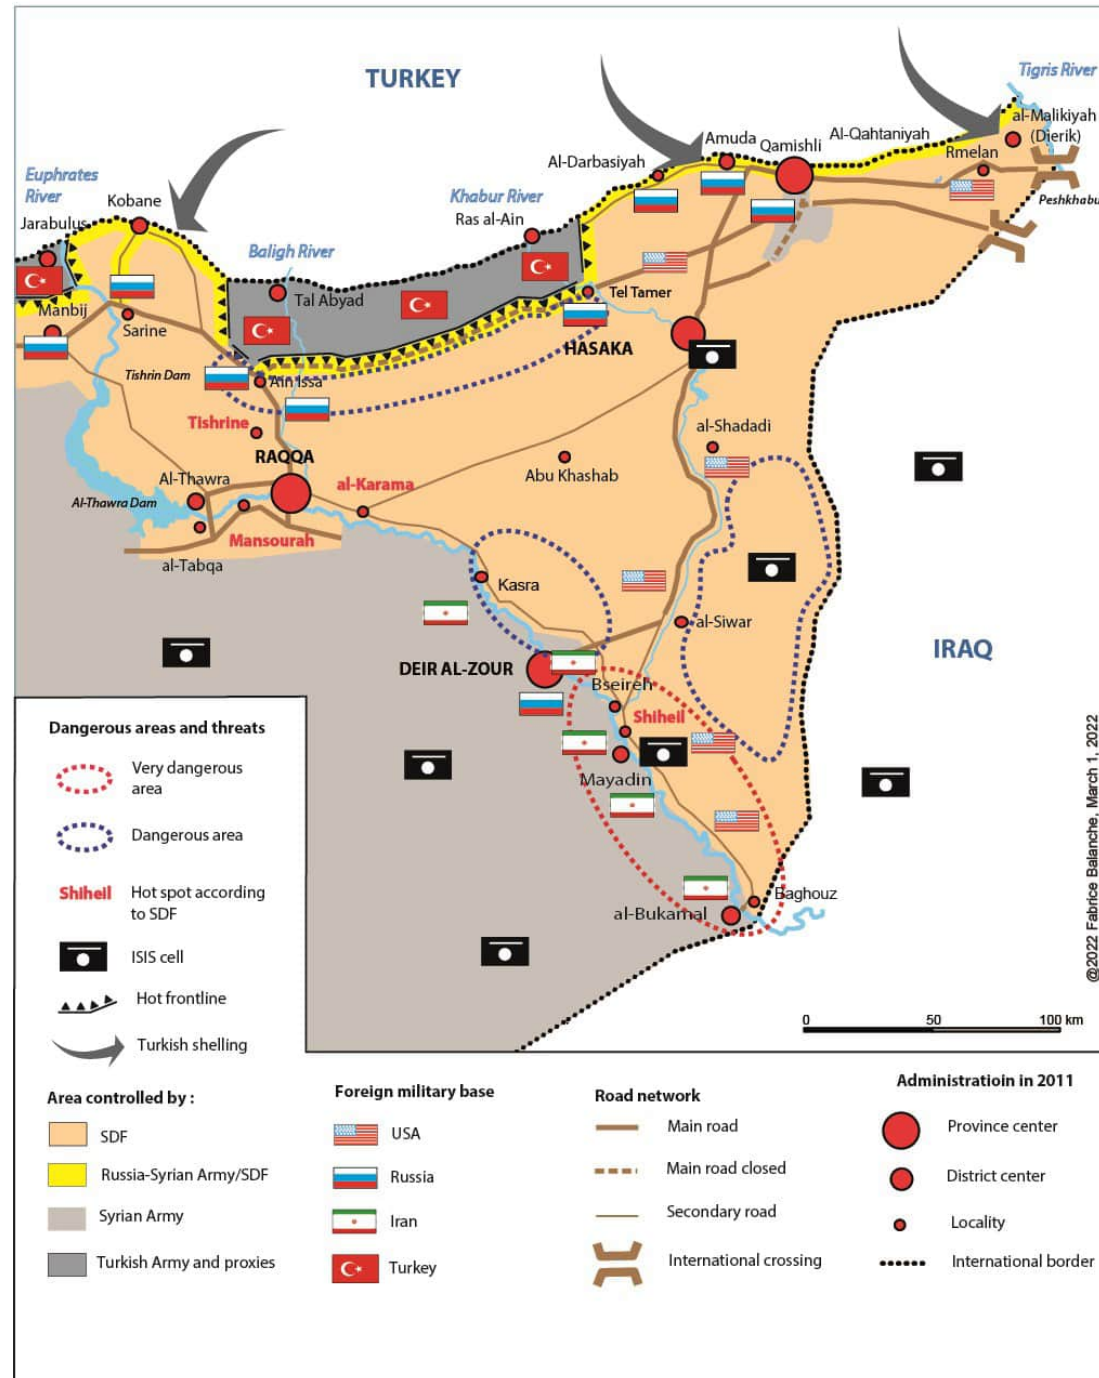 TURKEY
Tigris River
al-Malikiyah
(Dierik)
Amuda
Qamishli
Al-Qahtaniyah
Rmelan
Al-Darbasiyah
Peshkhabu
Euphrates
River
Kobane
Khabur River
Ras al-Ain
Jarabulus
Baligh River
Tal Abyad
Tel Tamer
Manbij
Sarine
HASAKA
Tishrin Dam
Ain Issa
Tishrine
al-Shadadi
RAQQA
Abu Khashab
Al-Thawra
al-Karama
Al-Thawra Dam
Mansourah
al-Tabqa
Kasra
al-Siwar
IRAQ
DEIR AL-ZOUR
Bseireh
Shiheil
Mayadin
Baghouz
al-Bukamal
@2022 Fabrice Balanche, March 1, 2022
0 50 100 km
Dangerous areas and threats
Very dangerous
area
Dangerous area
Shiheil Hot spot according
to SDF
ISIS cell
Hot frontline
Turkish shelling
Area controlled by :
SDF
Russia-Syrian Army/SDF
Syrian Army
Turkish Army and proxies
Foreign military base
USA
Russia
Iran
Turkey
Road network
Main road
Main road closed
Secondary road
International crossing
Administratioin in 2011
Province center
District center
Locality
International border